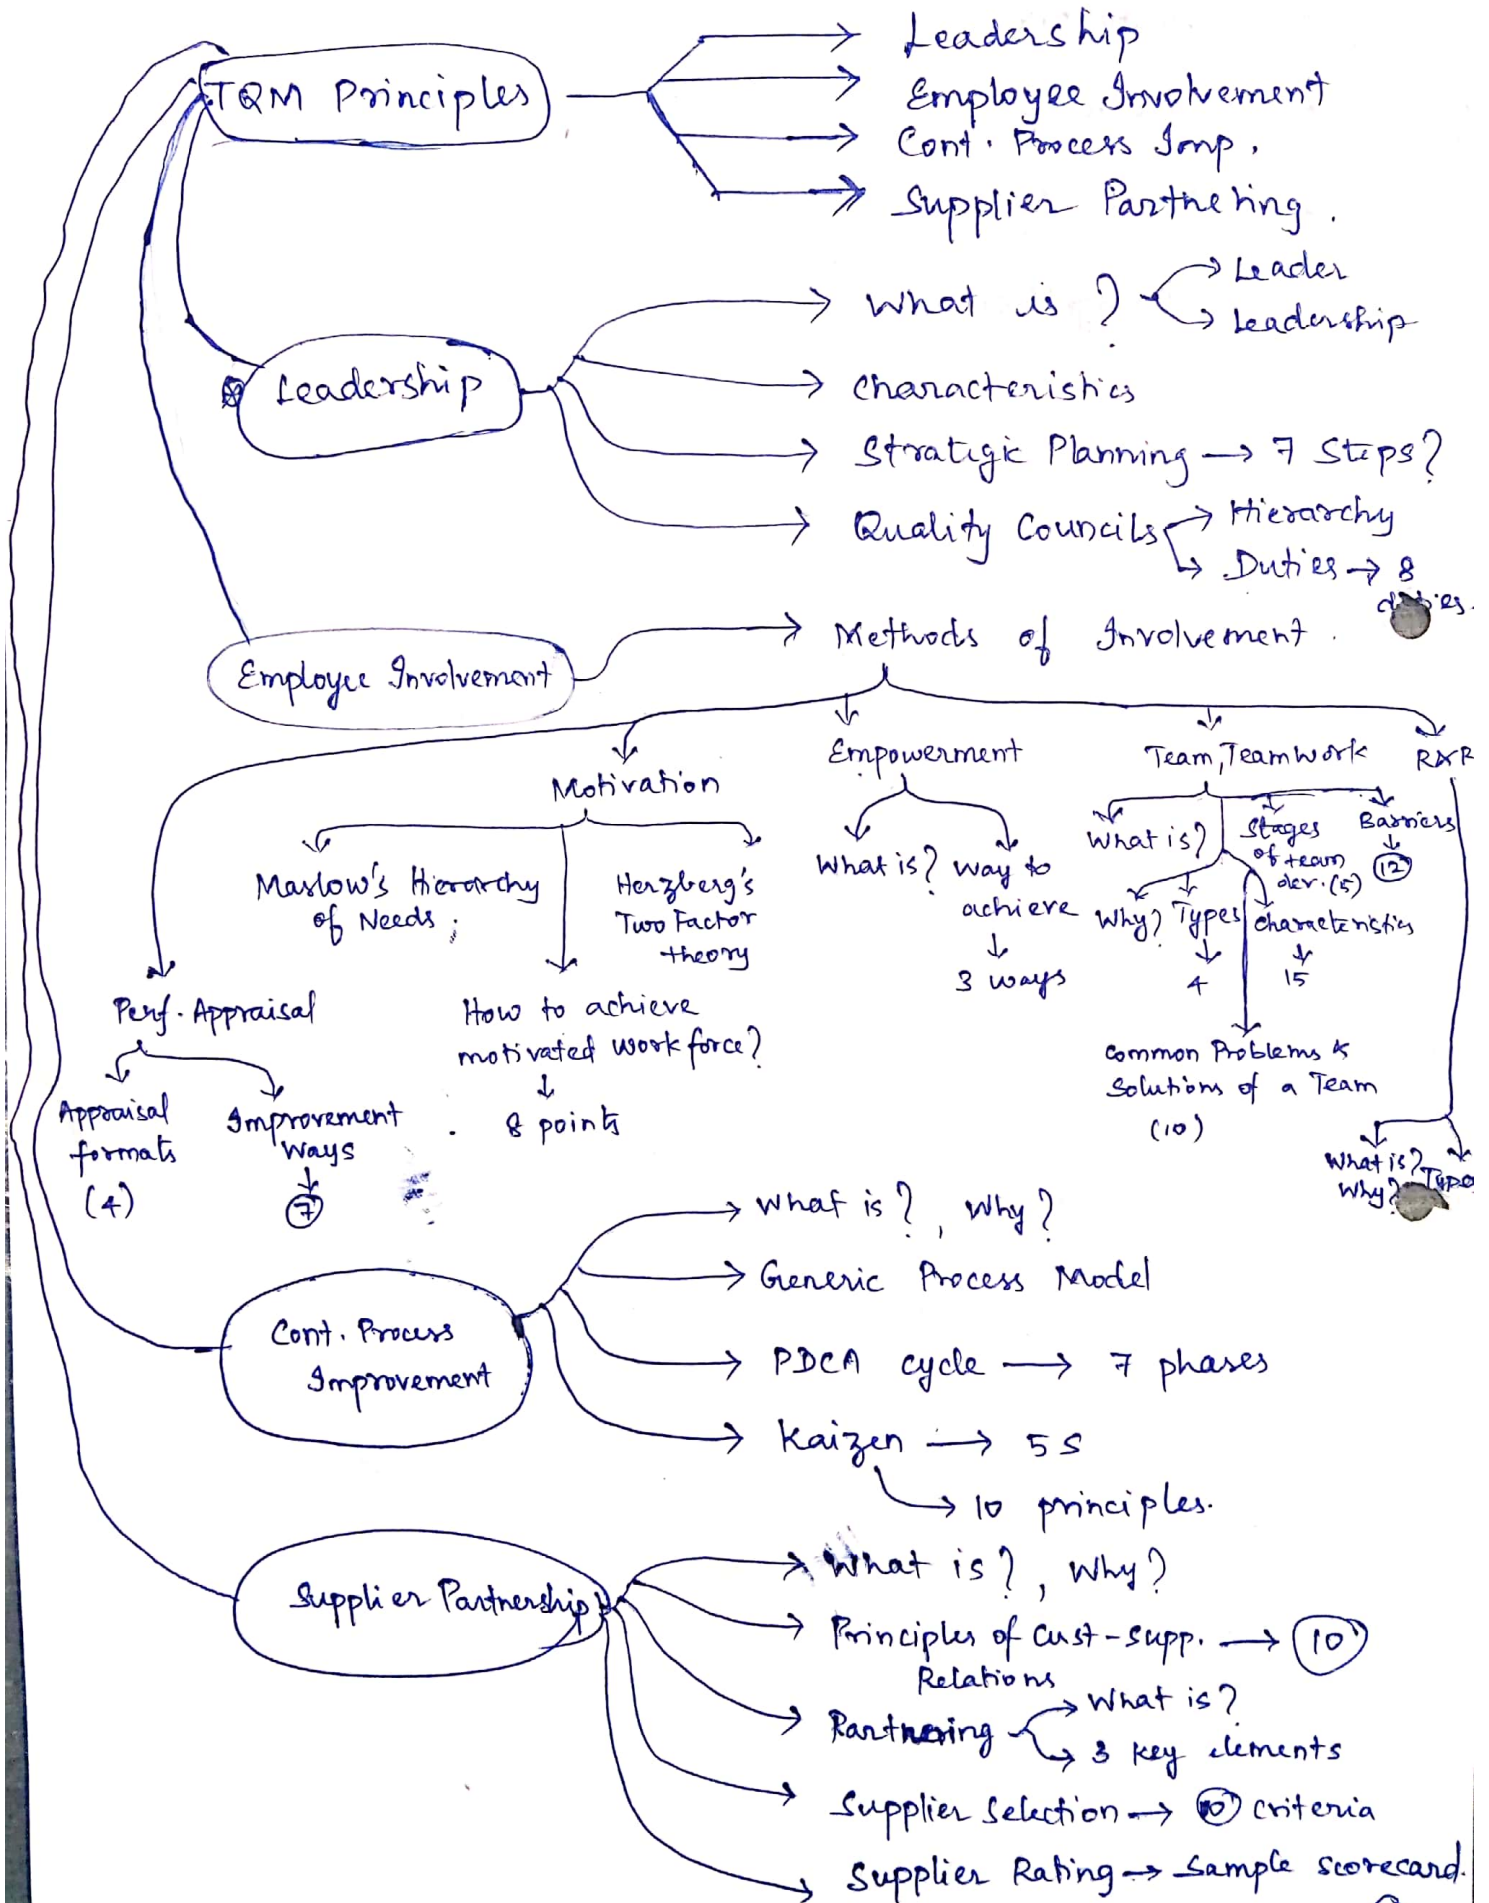 TQM Principles
Leadership
Employee Involvement
Cont. Process Imp.
Supplier Partnering.
Leadership
What is ?
Leader
Leadership
Characteristics
Stratigic Planning → 7 Steps?
Quality Councils
Hierarchy
Duties → 8
duties.
Employee Involvement
Methods of Involvement.
Perf. Appraisal
Appraisal
formats
(4)
Improvement
Ways
7
Motivation
Maslow's Hierarchy
of Needs;
How to achieve
motivated work force?
8 points
Herzberg's
Two Factor
theory
Empowerment
What is?
way to
achieve
3 ways
Team, Teamwork
What is?
Why?
Types
4
Stages
of team
dev. (5)
Characteristics
15
Barriers
12
Common Problems &
Solutions of a Team
(10)
R&R
What is?
Why?
Type
Cont. Process
Improvement
What is?, Why?
Generic Process Model
PDCA cycle → 7 phases
Kaizen → 5S
→ 10 principles.
Supplier Partnership
What is?, Why?
Principles of Cust-supp. → 10
Relations
Partnering
What is?
3 key elements
Supplier Selection → 10 criteria
Supplier Rating → Sample scorecard.